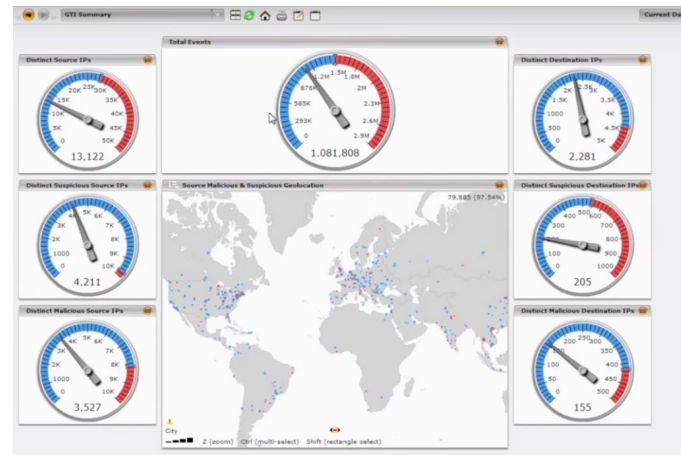 GTI Summary
Current Da
Total Events
Distinct Source IPs
0
5K
10K
15K
20K
25K
30K
35K
40K
45K
50K
13,122
0
293K
585K
878K
1.2M
1.5M
1.8M
2M
2.3M
2.6M
2.9M
1,081,808
Distinct Destination IPs
0
500
1000
1.5K
2K
2.5K
3K
3.5K
4K
4.5K
5K
2,281
Distinct Suspicious Source IPs
0
1000
2K
3K
4K
5K
6K
7K
8K
9K
10K
4,211
Source Malicious & Suspicious Geolocation
79,885 (97.54%)
City
Z (zoom) Ctrl (multi-select) Shift (rectangle select)
Distinct Suspicious Destination IPs
0
100
300
400
500
600
700
800
900
1000
205
Distinct Malicious Source IPs
0
1000
2K
3K
4K
5K
6K
7K
8K
9K
10K
3,527
Distinct Malicious Destination IPs
0
50
100
200
250
300
350
400
450
500
155